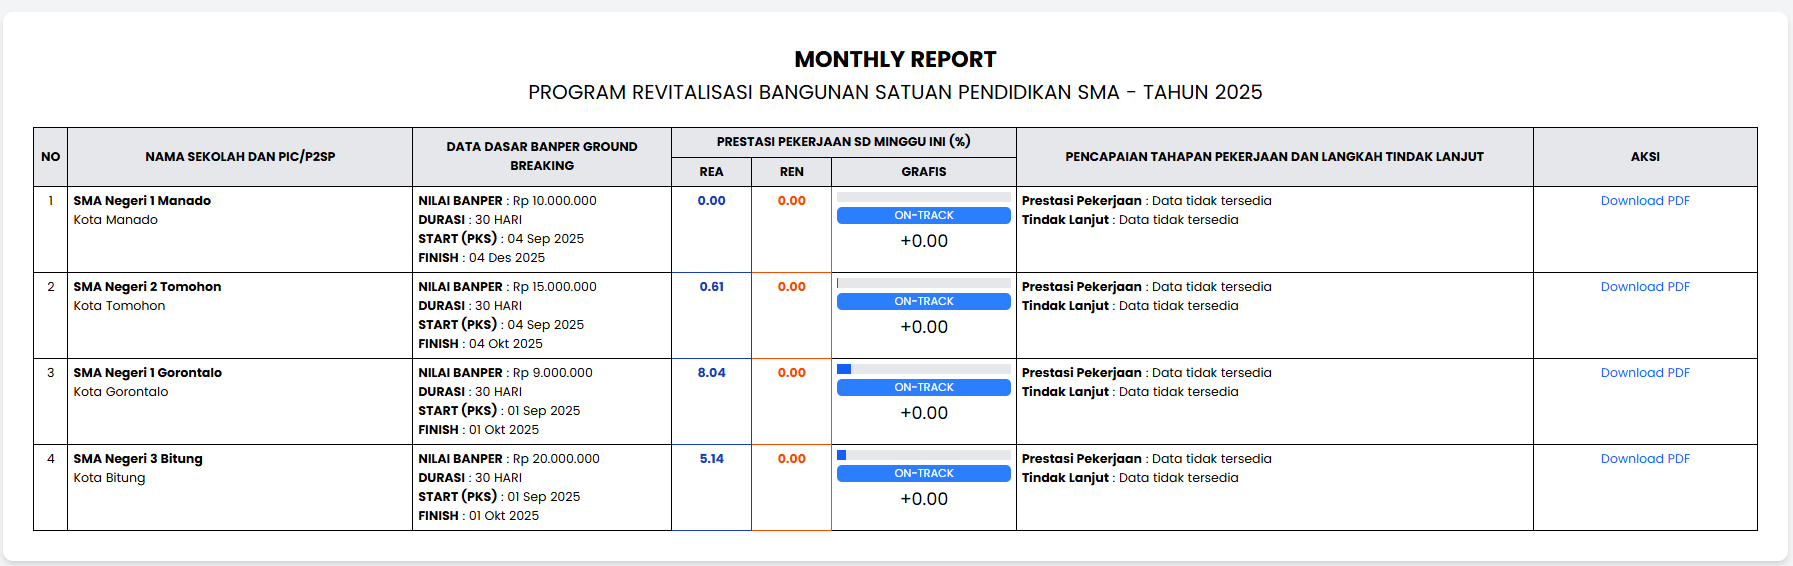 MONTHLY REPORT
PROGRAM REVITALISASI BANGUNAN SATUAN PENDIDIKAN SMA - TAHUN 2025
NO
NAMA SEKOLAH DAN PIC/P2SP
DATA DASAR BANPER GROUND
BREAKING
PRESTASI PEKERJAAN SD MINGGU INI (%)
REA
REN
GRAFIS
PENCAPAIAN TAHAPAN PEKERJAAN DAN LANGKAH TINDAK LANJUT
AKSI
1
SMA Negeri 1 Manado
Kota Manado
NILAI BANPER : Rp 10.000.000
DURASI : 30 HARI
START (PKS) : 04 Sep 2025
FINISH : 04 Des 2025
0.00
0.00
ON-TRACK
+0.00
Prestasi Pekerjaan : Data tidak tersedia
Tindak Lanjut : Data tidak tersedia
Download PDF
2
SMA Negeri 2 Tomohon
Kota Tomohon
NILAI BANPER : Rp 15.000.000
DURASI : 30 HARI
START (PKS) : 04 Sep 2025
FINISH : 04 Okt 2025
0.61
0.00
ON-TRACK
+0.00
Prestasi Pekerjaan : Data tidak tersedia
Tindak Lanjut : Data tidak tersedia
Download PDF
3
SMA Negeri 1 Gorontalo
Kota Gorontalo
NILAI BANPER : Rp 9.000.000
DURASI : 30 HARI
START (PKS) : 01 Sep 2025
FINISH : 01 Okt 2025
8.04
0.00
ON-TRACK
+0.00
Prestasi Pekerjaan : Data tidak tersedia
Tindak Lanjut : Data tidak tersedia
Download PDF
4
SMA Negeri 3 Bitung
Kota Bitung
NILAI BANPER : Rp 20.000.000
DURASI : 30 HARI
START (PKS) : 01 Sep 2025
FINISH : 01 Okt 2025
5.14
0.00
ON-TRACK
+0.00
Prestasi Pekerjaan : Data tidak tersedia
Tindak Lanjut : Data tidak tersedia
Download PDF